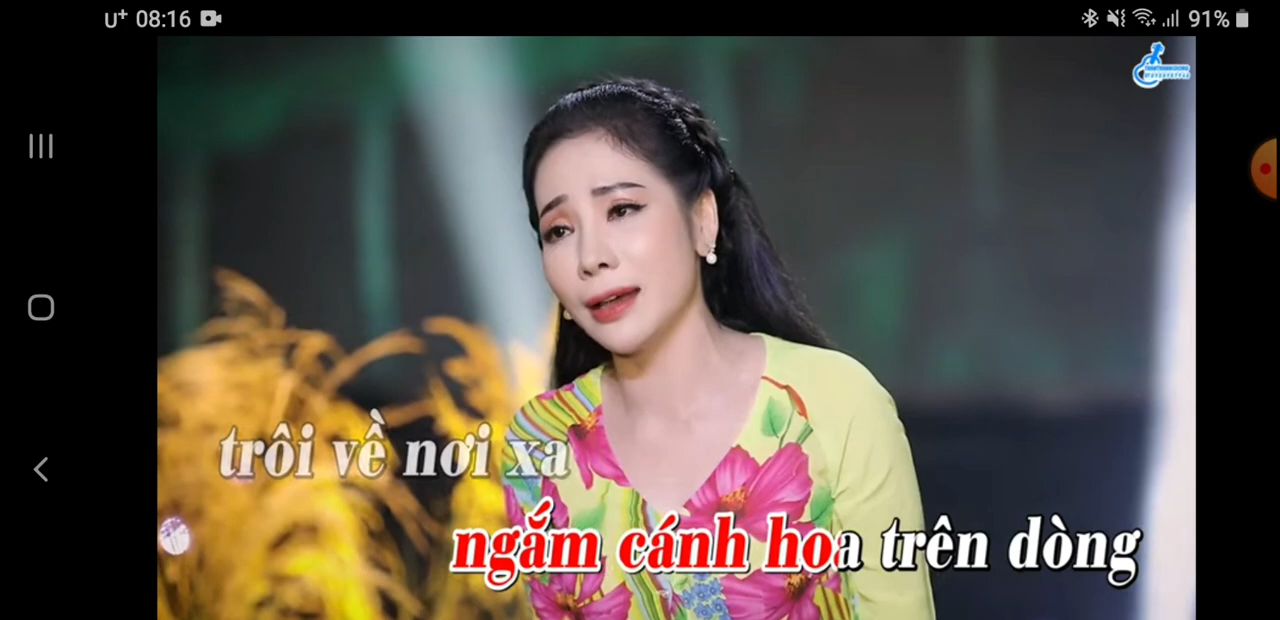 U+ 08:16
91%
trôi về nơi xa
ngắm cánh hoa trên dòng